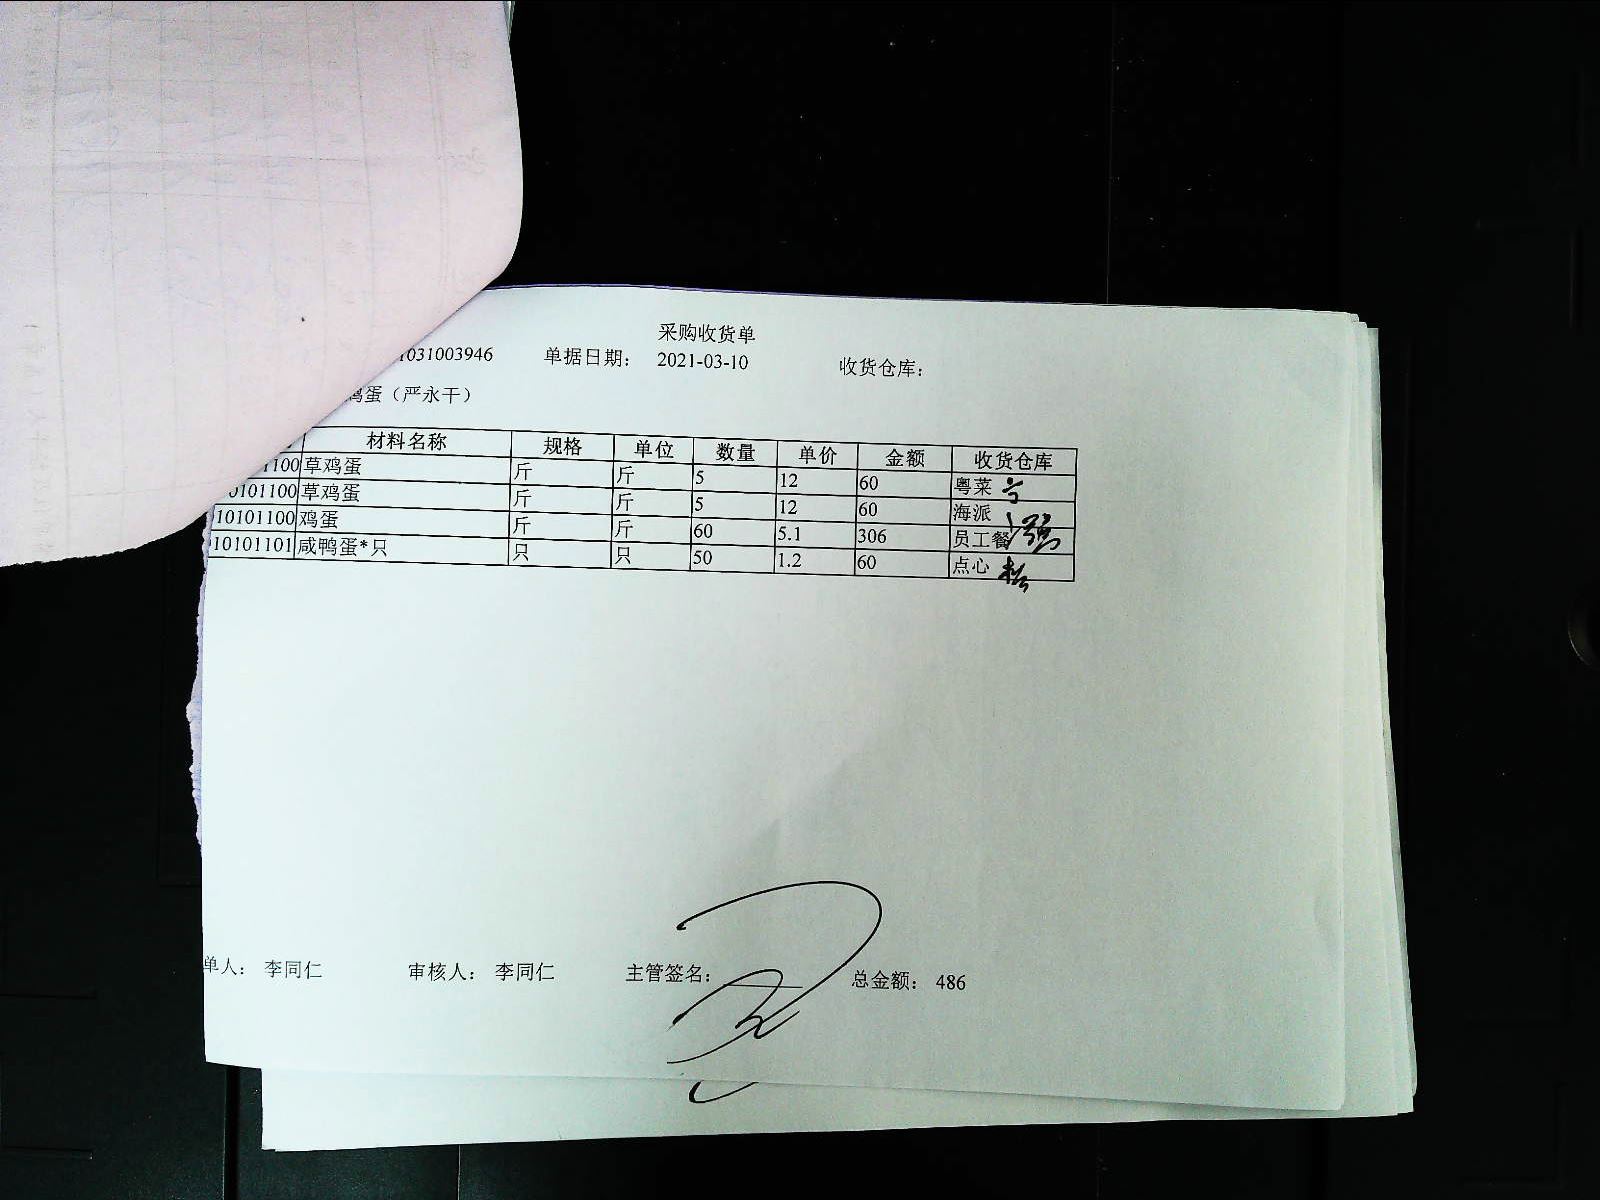 采购收货单
1031003946 单据日期： 2021-03-10 收货仓库：
鸡蛋（严永干）
材料名称 规格 单位 数量 单价 金额 收货仓库
1100 草鸡蛋 斤 斤 5 12 60 粤菜
0101100 草鸡蛋 斤 斤 5 12 60 海派
10101100 鸡蛋 斤 斤 60 5.1 306 员工餐
10101101 咸鸭蛋*只 只 只 50 1.2 60 点心
单人： 李同仁 审核人： 李同仁 主管签名： 总金额： 486